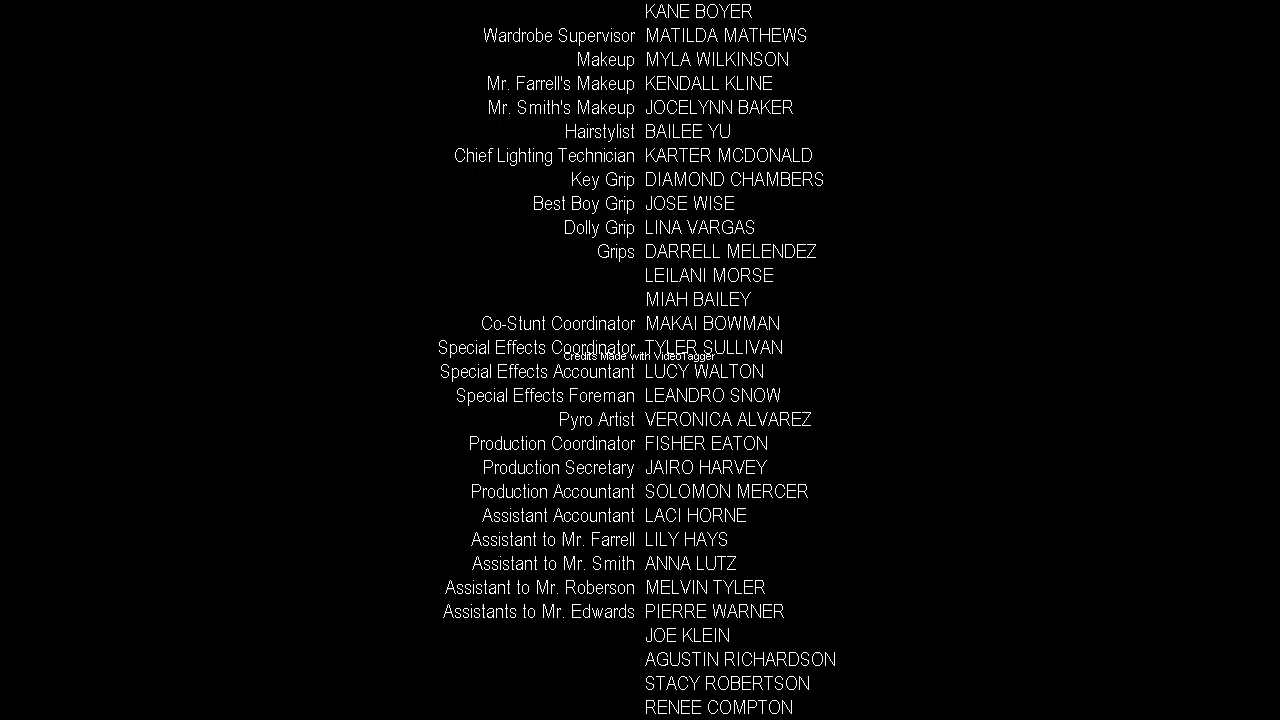 KANE BOYER
Wardrobe Supervisor MATILDA MATHEWS
Makeup MYLA WILKINSON
Mr. Farrell's Makeup KENDALL KLINE
Mr. Smith's Makeup JOCELYNN BAKER
Hairstylist BAILEE YU
Chief Lighting Technician KARTER MCDONALD
Key Grip DIAMOND CHAMBERS
Best Boy Grip JOSE WISE
Dolly Grip LINA VARGAS
Grips DARRELL MELENDEZ
LEILANI MORSE
MIAH BAILEY
Co-Stunt Coordinator MAKAI BOWMAN
Special Effects Coordinator TYLER SULLIVAN
Credits Made with VideoTagger
Special Effects Accountant LUCY WALTON
Special Effects Foreman LEANDRO SNOW
Pyro Artist VERONICA ALVAREZ
Production Coordinator FISHER EATON
Production Secretary JAIRO HARVEY
Production Accountant SOLOMON MERCER
Assistant Accountant LACI HORNE
Assistant to Mr. Farrell LILY HAYS
Assistant to Mr. Smith ANNA LUTZ
Assistant to Mr. Roberson MELVIN TYLER
Assistants to Mr. Edwards PIERRE WARNER
JOE KLEIN
AGUSTIN RICHARDSON
STACY ROBERTSON
RENEE COMPTON